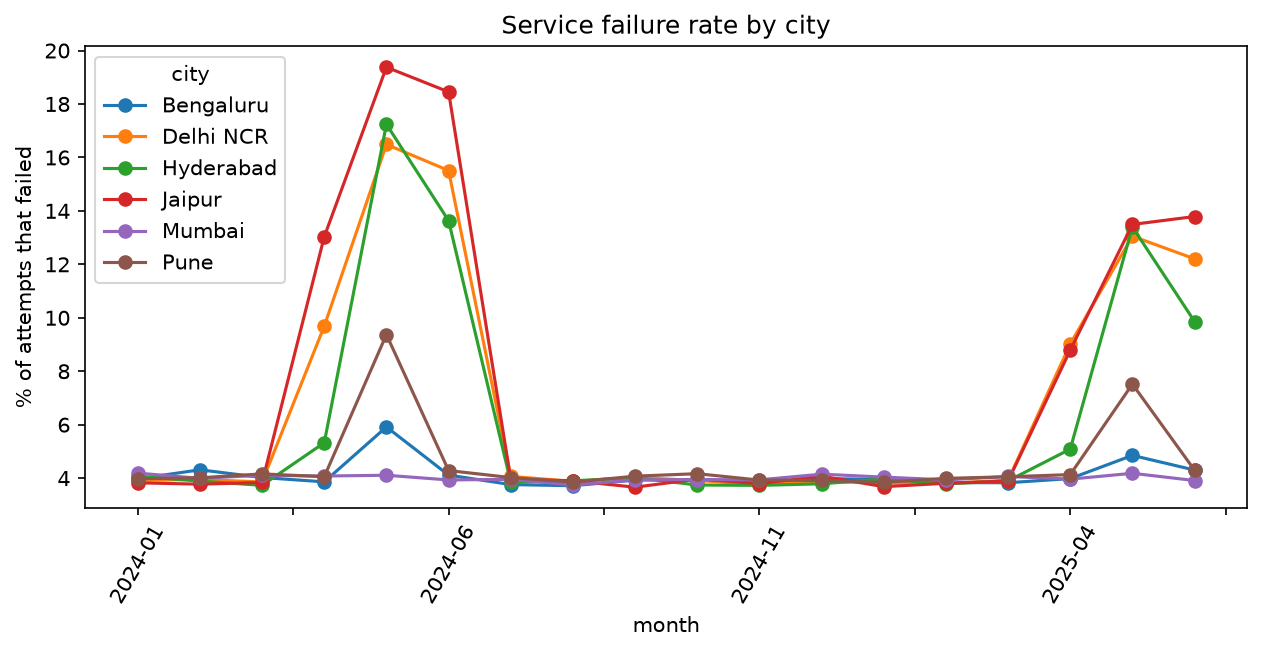 Service failure rate by city
% of attempts that failed
20
18
16
14
12
10
8
6
4
city
Bengaluru
Delhi NCR
Hyderabad
Jaipur
Mumbai
Pune
2024-01
2024-06
2024-11
2025-04
month